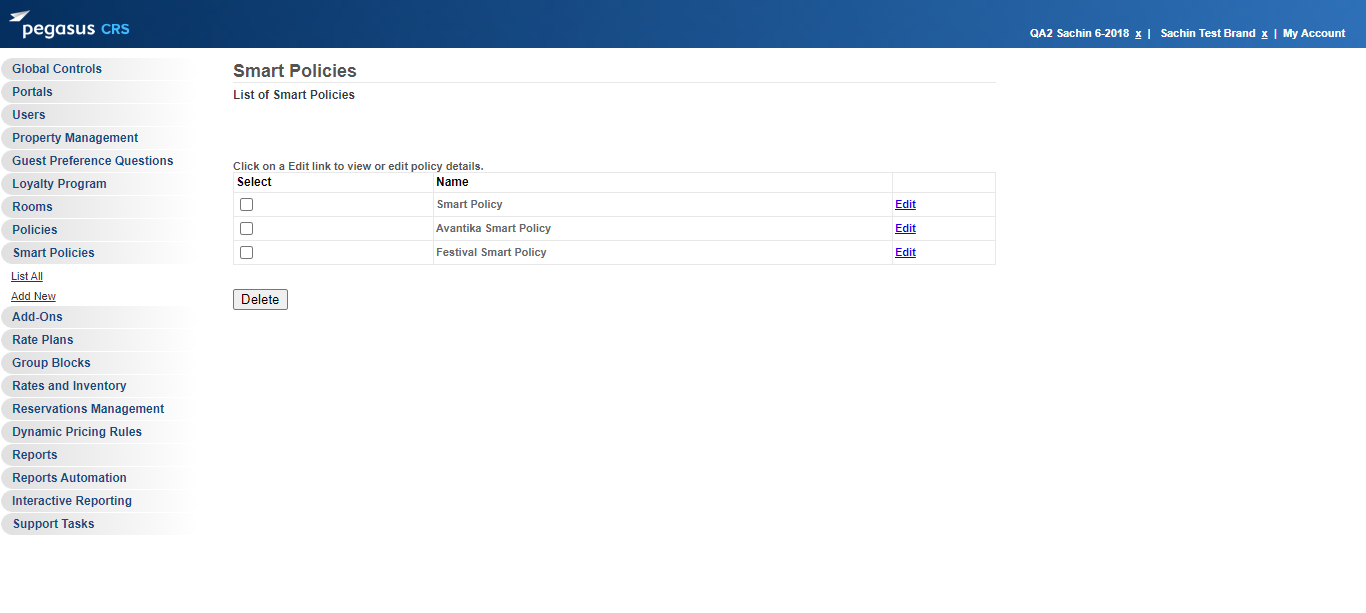 pegasus CRS
QA2 Sachin 6-2018 x | Sachin Test Brand x | My Account
Global Controls
Portals
Users
Property Management
Guest Preference Questions
Loyalty Program
Rooms
Policies
Smart Policies
List All
Add New
Add-Ons
Rate Plans
Group Blocks
Rates and Inventory
Reservations Management
Dynamic Pricing Rules
Reports
Reports Automation
Interactive Reporting
Support Tasks
Smart Policies
List of Smart Policies
Click on a Edit link to view or edit policy details.
Select Name
Smart Policy Edit
Avantika Smart Policy Edit
Festival Smart Policy Edit
Delete